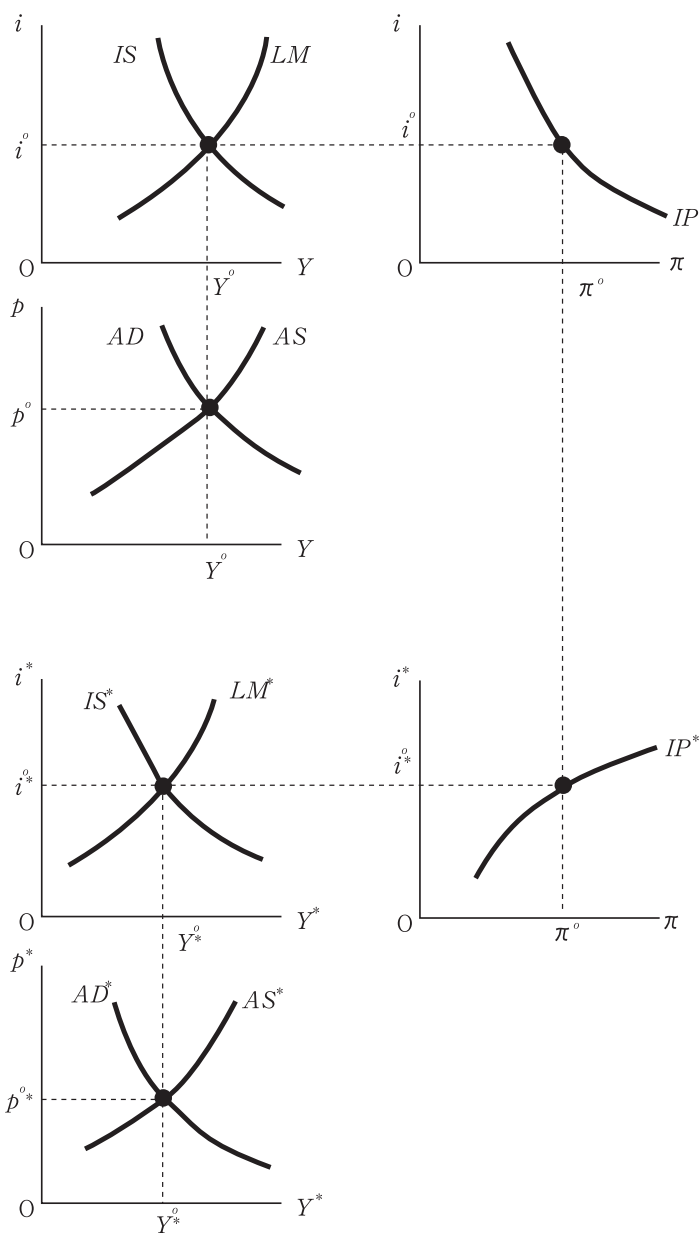 i
IS
LM
i°
O
Y°
Y
i
i°
IP
O
π°
π
p
AD
AS
p°
O
Y°
Y
i*
IS*
LM*
i°*
O
Y°*
Y*
i*
i°*
IP*
O
π°
π
p*
AD*
AS*
p°*
O
Y°*
Y*